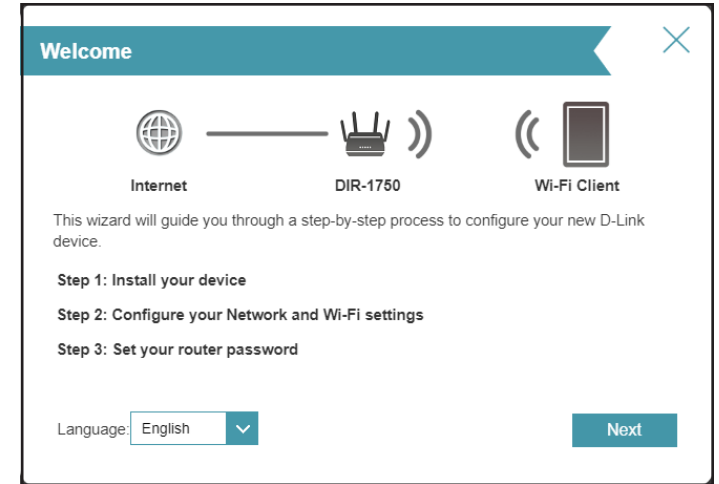 Welcome
Internet
DIR-1750
Wi-Fi Client
This wizard will guide you through a step-by-step process to configure your new D-Link
device.
Step 1: Install your device
Step 2: Configure your Network and Wi-Fi settings
Step 3: Set your router password
Language: English
Next